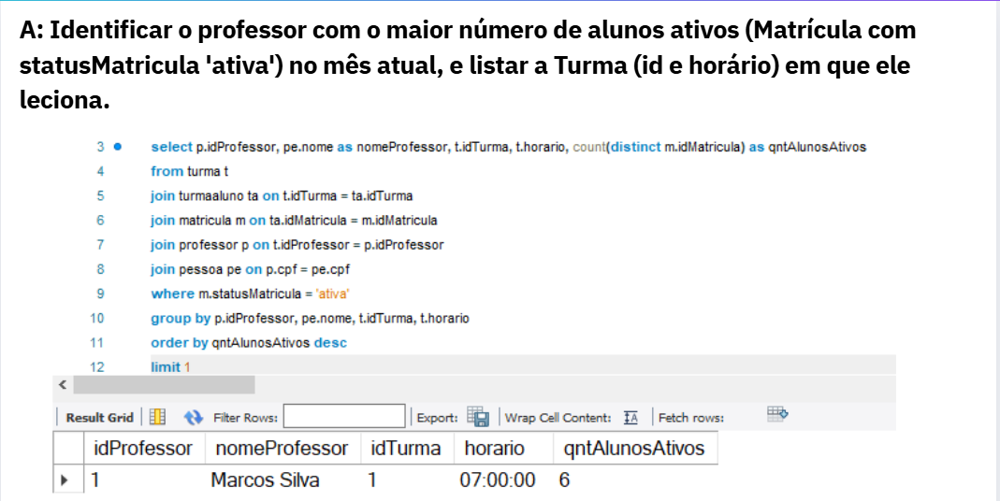 A: Identificar o professor com o maior número de alunos ativos (Matrícula com
statusMatricula 'ativa') no mês atual, e listar a Turma (id e horário) em que ele
leciona.
3 select p.idProfessor, pe.nome as nomeProfessor, t.idTurma, t.horario, count(distinct m.idMatricula) as qntAlunosAtivos
4 from turma t
5 join turmaaluno ta on t.idTurma = ta.idTurma
6 join matricula m on ta.idMatricula = m.idMatricula
7 join professor p on t.idProfessor = p.idProfessor
8 join pessoa pe on p.cpf = pe.cpf
9 where m.statusMatricula = 'ativa'
10 group by p.idProfessor, pe.nome, t.idTurma, t.horario
11 order by qntAlunosAtivos desc
12 limit 1
Result Grid Filter Rows: Export: Wrap Cell Content: IA Fetch rows:
idProfessor nomeProfessor idTurma horario qntAlunosAtivos
1 Marcos Silva 1 07:00:00 6